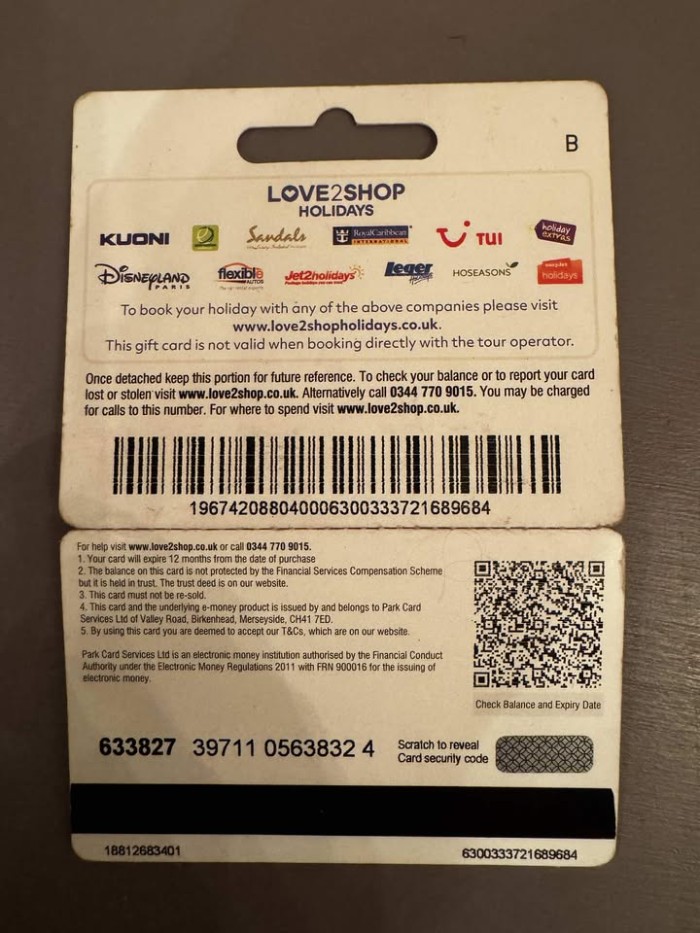 B
LOVE2SHOP
HOLIDAYS
KUONI Sandals RoyalCaribbean INTERNATIONAL TUI holiday extras
Disneyland PARIS flexible AUTOS Jet2holidays Leger HOLIDAYS HOSEASONS holidays
To book your holiday with any of the above companies please visit
www.love2shopholidays.co.uk.
This gift card is not valid when booking directly with the tour operator.
Once detached keep this portion for future reference. To check your balance or to report your card
lost or stolen visit www.love2shop.co.uk. Alternatively call 0344 770 9015. You may be charged
for calls to this number. For where to spend visit www.love2shop.co.uk.
196742088040006300333721689684
For help visit www.love2shop.co.uk or call 0344 770 9015.
1. Your card will expire 12 months from the date of purchase
2. The balance on this card is not protected by the Financial Services Compensation Scheme
but it is held in trust. The trust deed is on our website.
3. This card must not be re-sold.
4. This card and the underlying e-money product is issued by and belongs to Park Card
Services Ltd of Valley Road, Birkenhead, Merseyside, CH41 7ED.
5. By using this card you are deemed to accept our T&Cs, which are on our website.
Park Card Services Ltd is an electronic money institution authorised by the Financial Conduct
Authority under the Electronic Money Regulations 2011 with FRN 900016 for the issuing of
electronic money.
Check Balance and Expiry Date
633827 39711 0563832 4
Scratch to reveal
Card security code
18812683401
6300333721689684